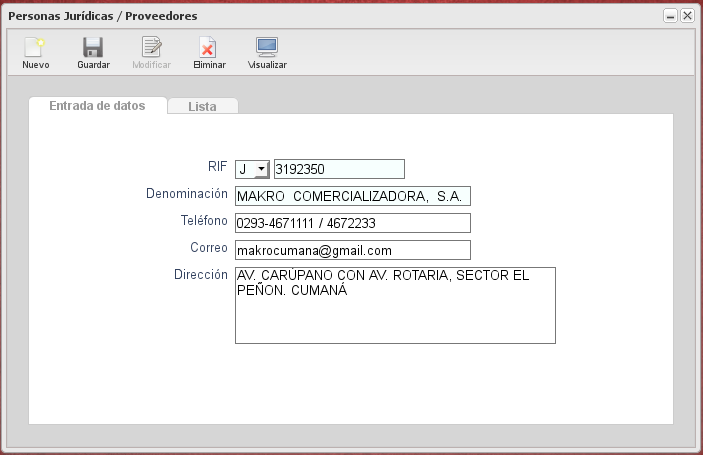 Personas Jurídicas / Proveedores
Nuevo Guardar Modificar Eliminar Visualizar
Entrada de datos Lista
RIF J 3192350
Denominación MAKRO COMERCIALIZADORA, S.A.
Teléfono 0293-4671111 / 4672233
Correo makrocumana@gmail.com
Dirección AV. CARÚPANO CON AV. ROTARIA, SECTOR EL
PEÑON. CUMANÁ